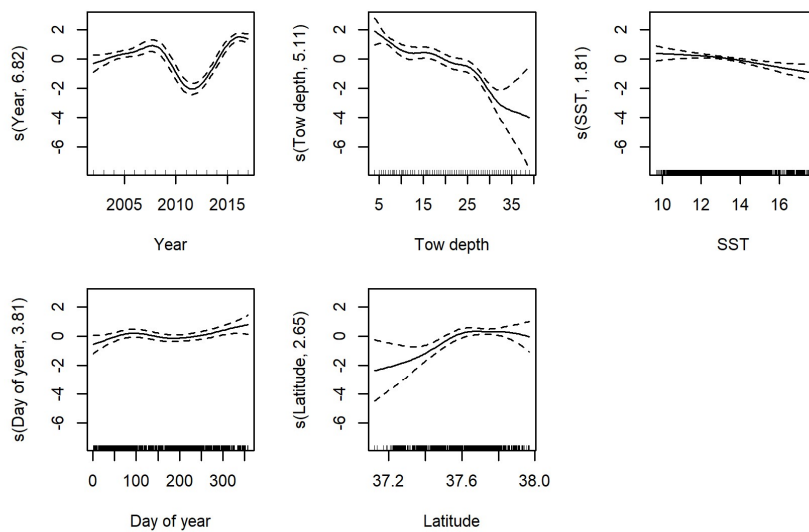 s(Year, 6.82)
2
0
-2
-4
-6
2005 2010 2015
Year
s(Tow depth, 5.11)
2
0
-2
-4
-6
5 15 25 35
Tow depth
s(SST, 1.81)
2
0
-2
-4
-6
10 12 14 16
SST
s(Day of year, 3.81)
2
0
-2
-4
-6
0 100 200 300
Day of year
s(Latitude, 2.65)
2
0
-2
-4
-6
37.2 37.6 38.0
Latitude